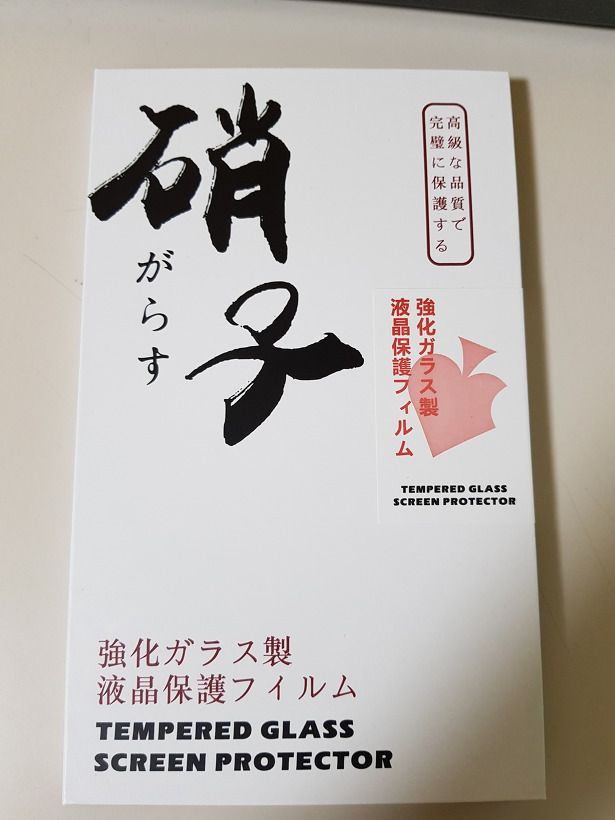 硝子
がらす
高級な品質で
完璧に保護する
強化ガラス製
液晶保護フィルム
TEMPERED GLASS
SCREEN PROTECTOR
強化ガラス製
液晶保護フィルム
TEMPERED GLASS
SCREEN PROTECTOR